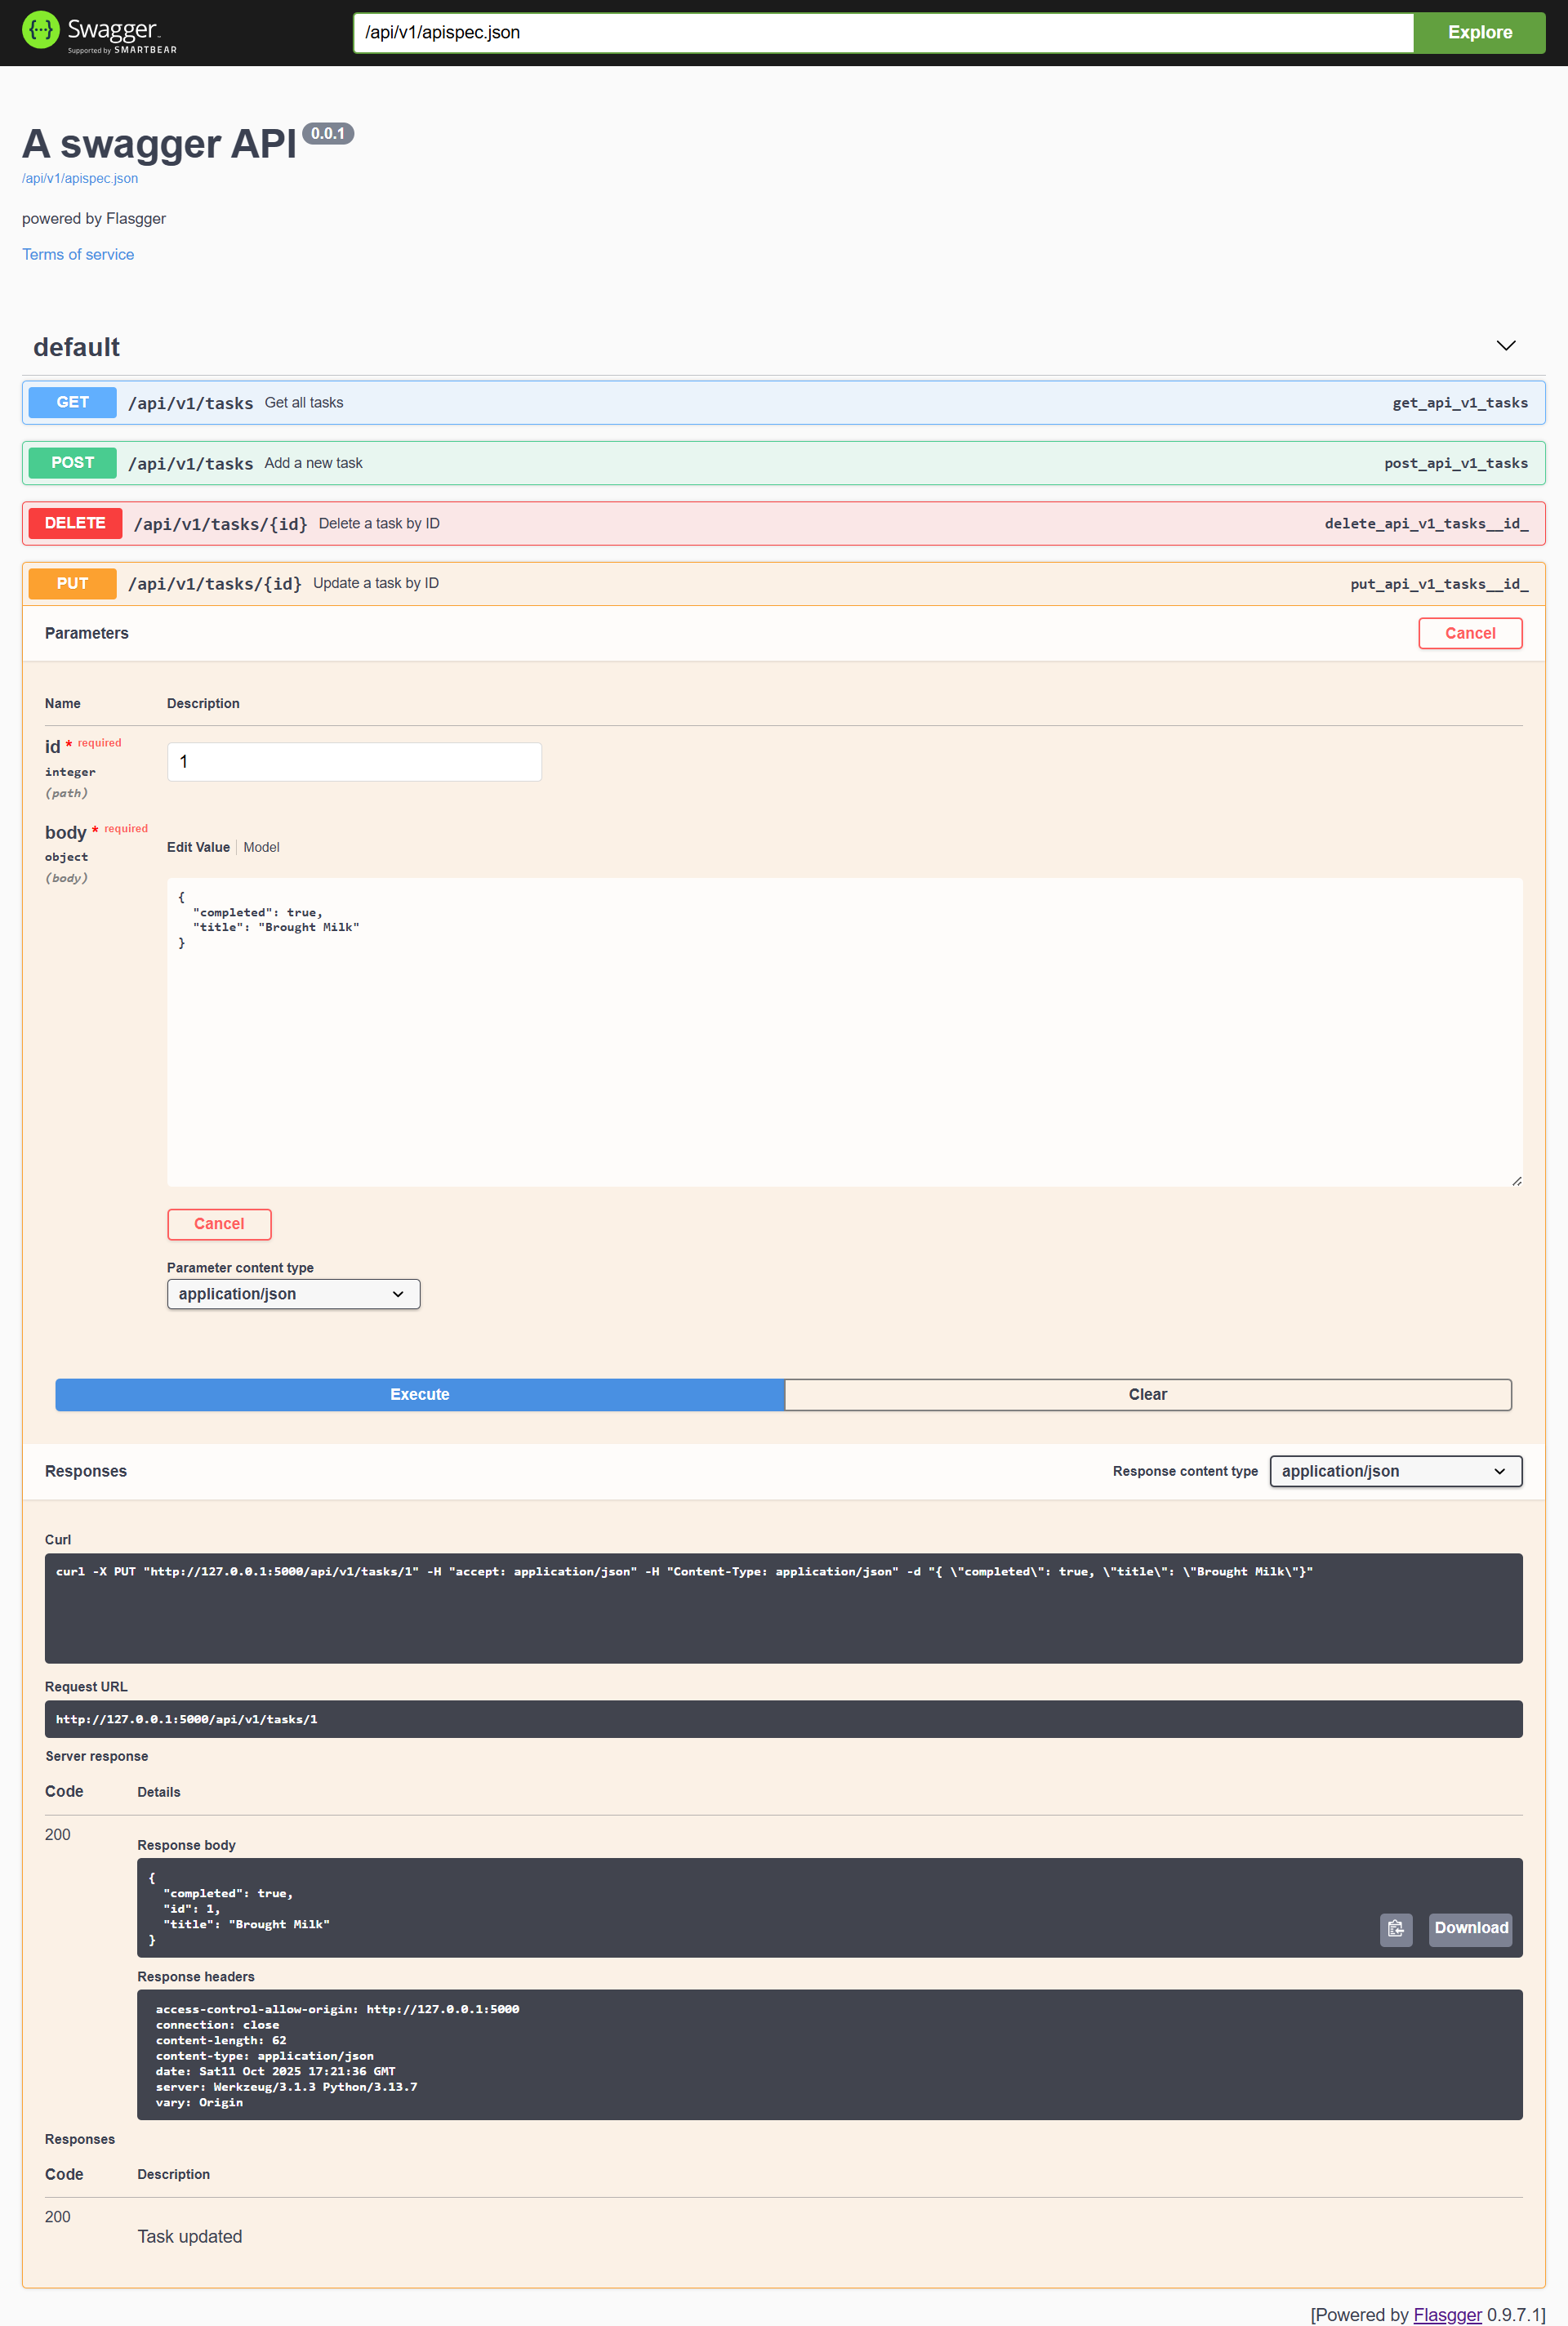 Swagger
Supported by SMARTBEAR
/api/v1/apispec.json
Explore
A swagger API 0.0.1
/api/v1/apispec.json
powered by Flasgger
Terms of service
default
GET /api/v1/tasks Get all tasks get_api_v1_tasks
POST /api/v1/tasks Add a new task post_api_v1_tasks
DELETE /api/v1/tasks/{id} Delete a task by ID delete_api_v1_tasks__id_
PUT /api/v1/tasks/{id} Update a task by ID put_api_v1_tasks__id_
Parameters Cancel
Name Description
id * required
integer
(path)
1
body * required
object
(body)
Edit Value Model
{
  "completed": true,
  "title": "Brought Milk"
}
Cancel
Parameter content type
application/json
Execute Clear
Responses Response content type application/json
Curl
curl -X PUT "http://127.0.0.1:5000/api/v1/tasks/1" -H "accept: application/json" -H "Content-Type: application/json" -d "{ \"completed\": true, \"title\": \"Brought Milk\"}"
Request URL
http://127.0.0.1:5000/api/v1/tasks/1
Server response
Code Details
200
Response body
{
  "completed": true,
  "id": 1,
  "title": "Brought Milk"
}
Download
Response headers
access-control-allow-origin: http://127.0.0.1:5000
connection: close
content-length: 62
content-type: application/json
date: Sat11 Oct 2025 17:21:36 GMT
server: Werkzeug/3.1.3 Python/3.13.7
vary: Origin
Responses
Code Description
200
Task updated
[Powered by Flasgger 0.9.7.1]